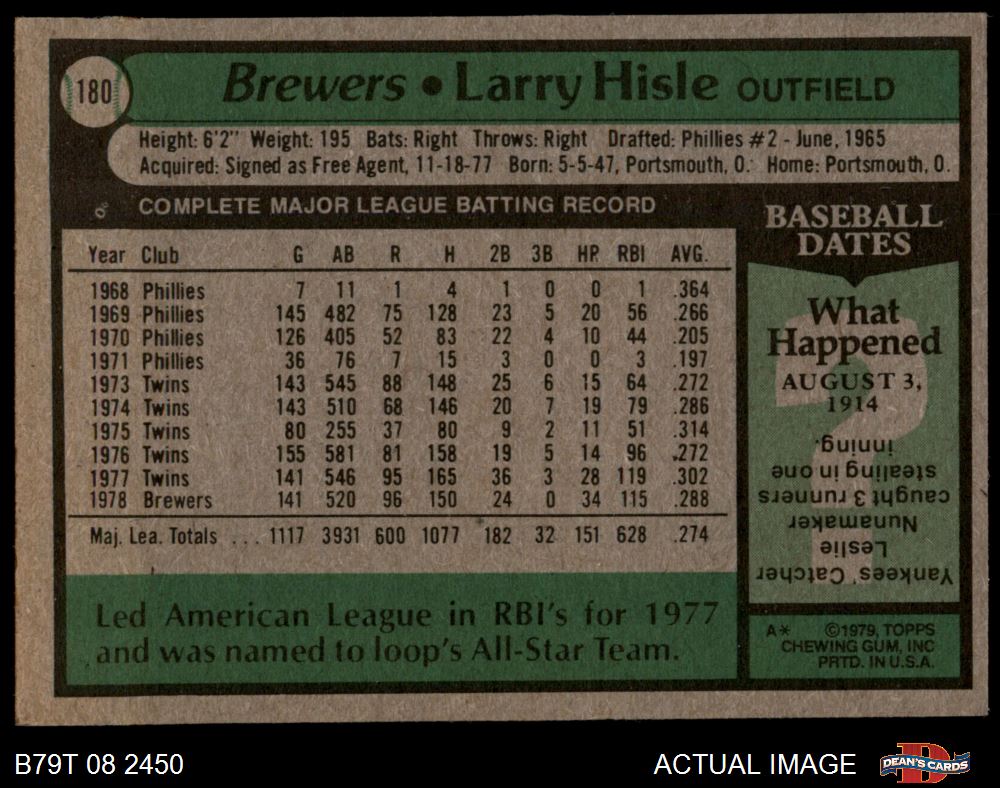 180
Brewers • Larry Hisle OUTFIELD
Height: 6'2" Weight: 195 Bats: Right Throws: Right Drafted: Phillies #2 - June, 1965
Acquired: Signed as Free Agent, 11-18-77 Born: 5-5-47, Portsmouth, O. Home: Portsmouth, O.
COMPLETE MAJOR LEAGUE BATTING RECORD
Year Club G AB R H 2B 3B HR RBI AVG.
1968 Phillies 7 11 1 4 1 0 0 1 .364
1969 Phillies 145 482 75 128 23 5 20 56 .266
1970 Phillies 126 405 52 83 22 4 10 44 .205
1971 Phillies 36 76 7 15 3 0 0 3 .197
1973 Twins 143 545 88 148 25 6 15 64 .272
1974 Twins 143 510 68 146 20 7 19 79 .286
1975 Twins 80 255 37 80 9 2 11 51 .314
1976 Twins 155 581 81 158 19 5 14 96 .272
1977 Twins 141 546 95 165 36 3 28 119 .302
1978 Brewers 141 520 96 150 24 0 34 115 .288
Maj. Lea. Totals ... 1117 3931 600 1077 182 32 151 628 .274
Led American League in RBI's for 1977
and was named to loop's All-Star Team.
BASEBALL
DATES
What
Happened
AUGUST 3,
1914
Yankees' Catcher
Leslie
Nunamaker
caught 3 runners
stealing in one
inning.
A* ©1979, TOPPS
CHEWING GUM, INC
PRTD. IN U.S.A.
B79T 08 2450
ACTUAL IMAGE
DEAN'S CARDS